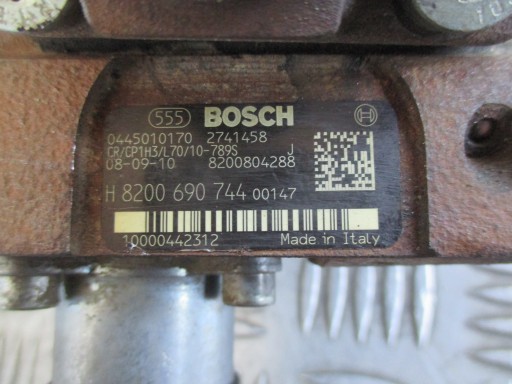 555 BOSCH
0445010170 2741458
CR/CP1H3/L70/10-789S J
08-09-10 8200804288
H 8200 690 744 00147
10000442312 Made in Italy